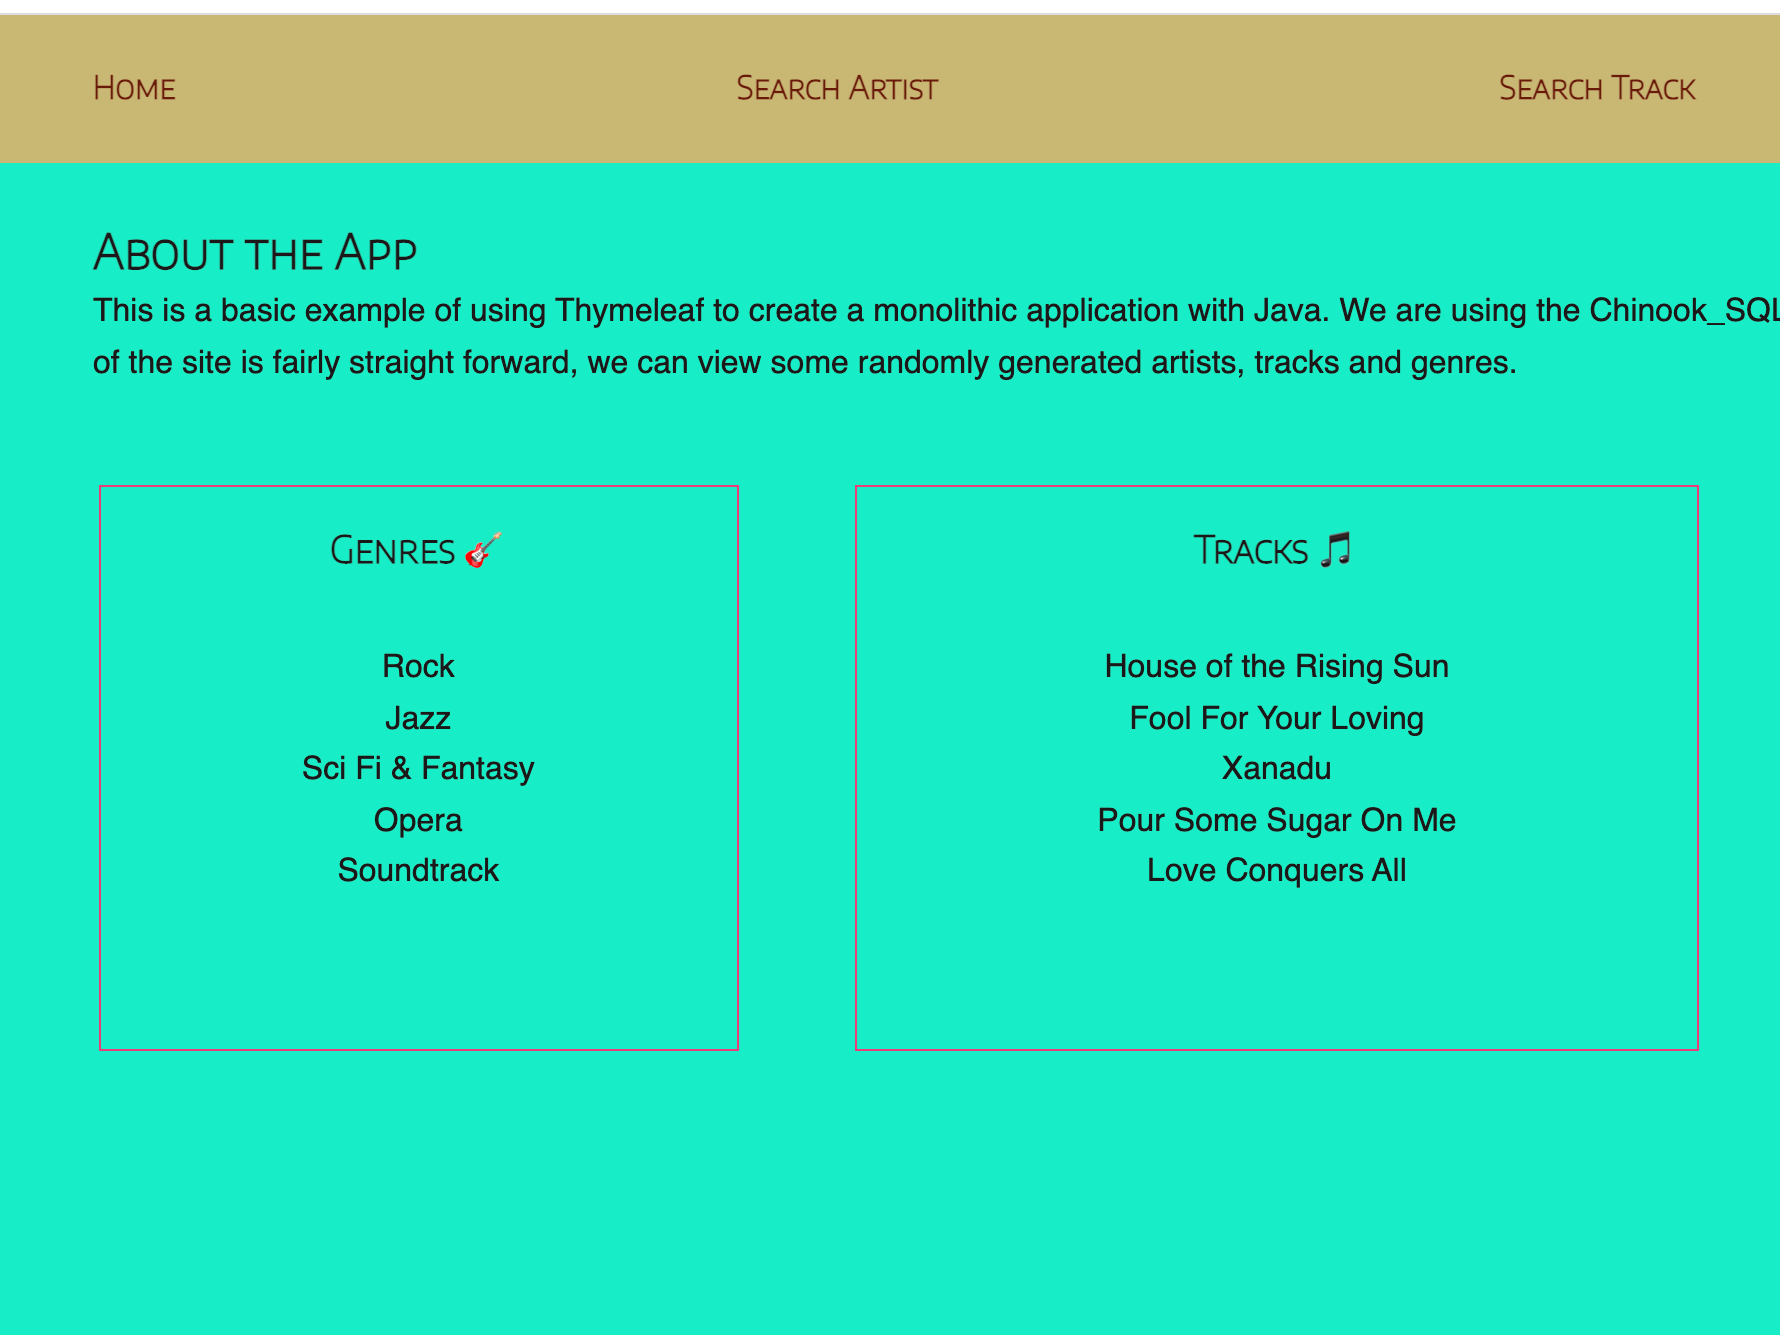 Home
Search Artist
Search Track
About the App
This is a basic example of using Thymeleaf to create a monolithic application with Java. We are using the Chinook_SQL
of the site is fairly straight forward, we can view some randomly generated artists, tracks and genres.
Genres 🎸
Rock
Jazz
Sci Fi & Fantasy
Opera
Soundtrack
Tracks 🎵
House of the Rising Sun
Fool For Your Loving
Xanadu
Pour Some Sugar On Me
Love Conquers All